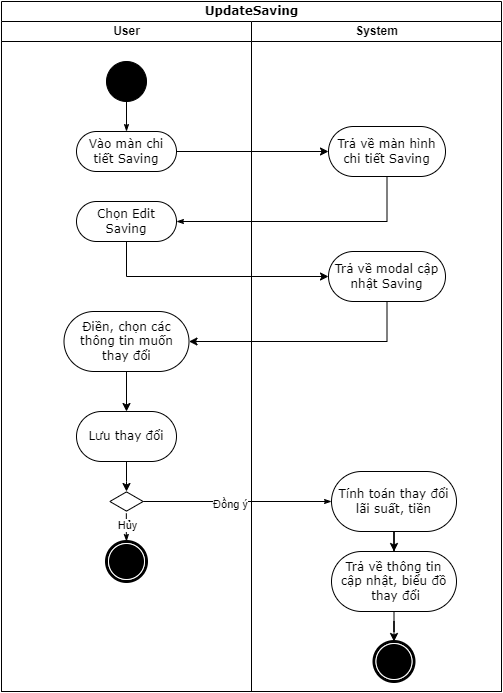 UpdateSaving
User
System
Vào màn chi
tiết Saving
Trả về màn hình
chi tiết Saving
Chọn Edit
Saving
Trả về modal cập
nhật Saving
Điền, chọn các
thông tin muốn
thay đổi
Lưu thay đổi
Đồng ý
Hủy
Tính toán thay đổi
lãi suất, tiền
Trả về thông tin
cập nhật, biểu đồ
thay đổi